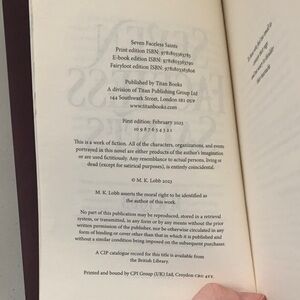 Seven Faceless Saints
Print edition ISBN: 9781803363783
E-book edition ISBN: 9781803363790
Fairyloot edition ISBN: 9781803365808
Published by Titan Books
A division of Titan Publishing Group Ltd
144 Southwark Street, London SE1 0UP
www.titanbooks.com
First edition: February 2023
10 9 8 7 6 5 4 3 2 1
This is a work of fiction. All of the characters, organizations, and events
portrayed in this novel are either products of the author's imagination
or are used fictitiously. Any resemblance to actual persons, living or
dead (except for satirical purposes), is entirely coincidental.
© M. K. Lobb 2023
M. K. Lobb asserts the moral right to be identified as
the author of this work.
No part of this publication may be reproduced, stored in a retrieval
system, or transmitted, in any form or by any means without the prior
written permission of the publisher, nor be otherwise circulated in any
form of binding or cover other than that in which it is published and
without a similar condition being imposed on the subsequent purchaser.
A CIP catalogue record for this title is available from
the British Library.
Printed and bound by CPI Group (UK) Ltd, Croydon CR0 4YY.